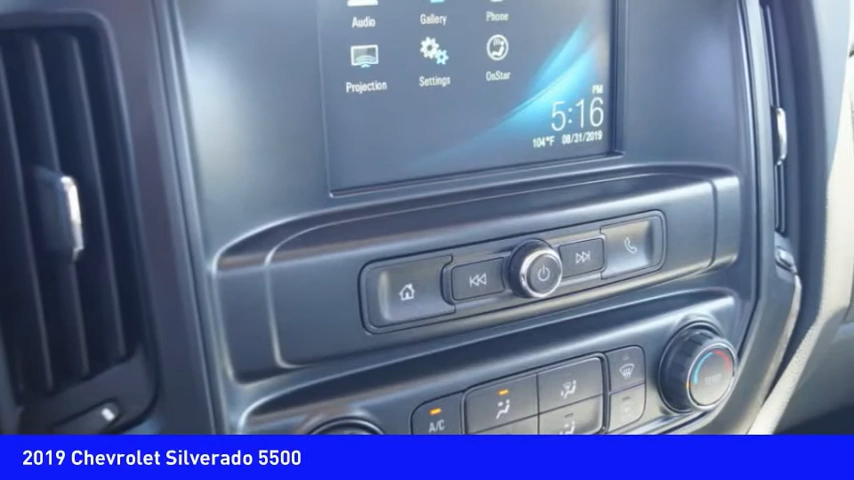 Audio Gallery Phone
Projection Settings OnStar
PM
5:16
104°F 08/31/2019
A/C
2019 Chevrolet Silverado 5500